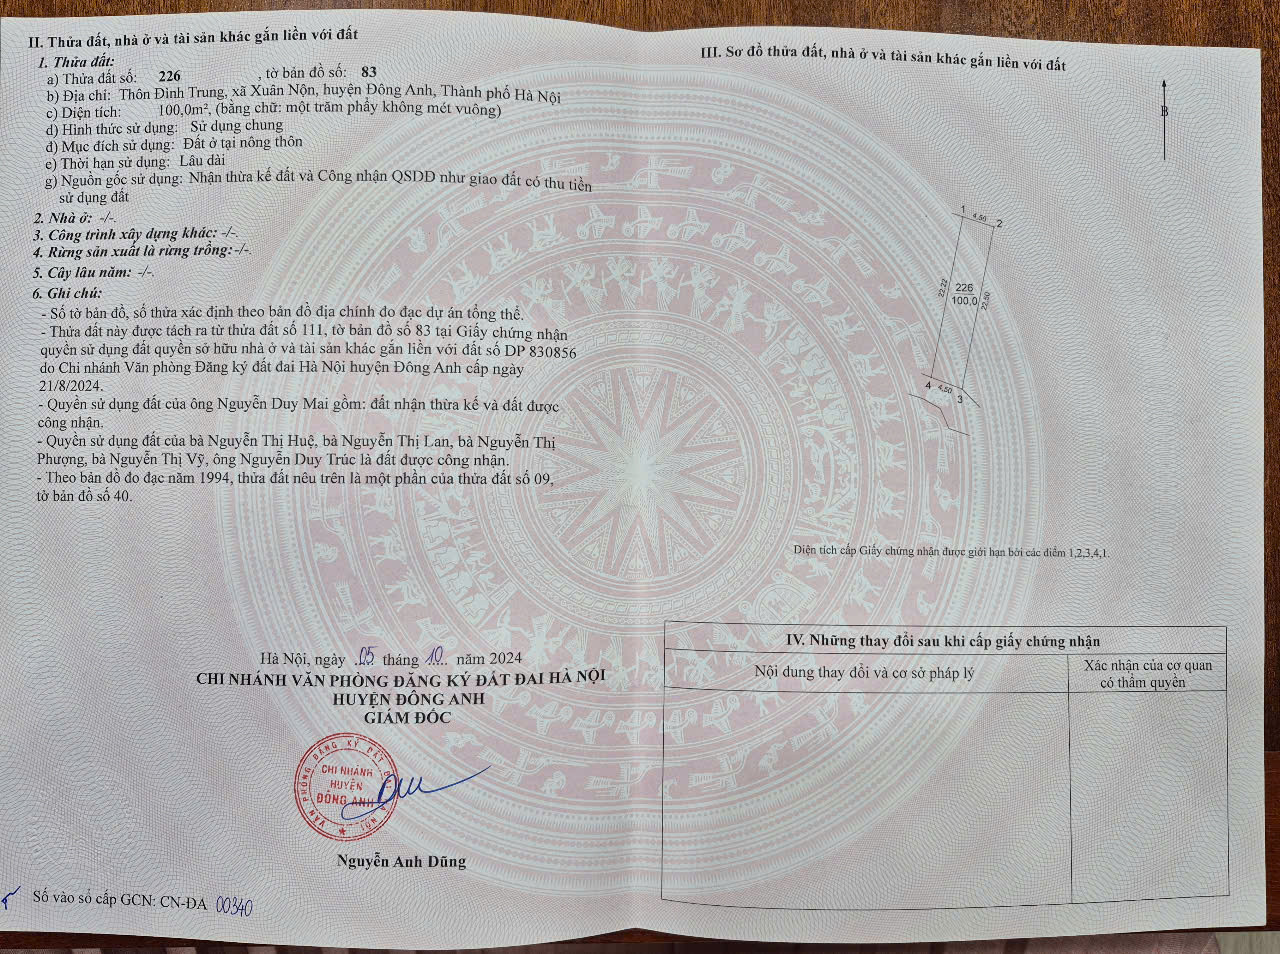 II. Thửa đất, nhà ở và tài sản khác gắn liền với đất
1. Thửa đất:
a) Thửa đất số: 226 , tờ bản đồ số: 83
b) Địa chỉ: Thôn Đình Trung, xã Xuân Nộn, huyện Đông Anh, Thành phố Hà Nội
c) Diện tích: 100,0m², (bằng chữ: một trăm phẩy không mét vuông)
d) Hình thức sử dụng: Sử dụng chung
đ) Mục đích sử dụng: Đất ở tại nông thôn
e) Thời hạn sử dụng: Lâu dài
g) Nguồn gốc sử dụng: Nhận thừa kế đất và Công nhận QSDĐ như giao đất có thu tiền
sử dụng đất
2. Nhà ở: -/-.
3. Công trình xây dựng khác: -/-.
4. Rừng sản xuất là rừng trồng:-/-.
5. Cây lâu năm: -/-.
6. Ghi chú:
- Số tờ bản đồ, số thửa xác định theo bản đồ địa chính đo đạc dự án tổng thể.
- Thửa đất này được tách ra từ thửa đất số 111, tờ bản đồ số 83 tại Giấy chứng nhận
quyền sử dụng đất quyền sở hữu nhà ở và tài sản khác gắn liền với đất số DP 830856
do Chi nhánh Văn phòng Đăng ký đất đai Hà Nội huyện Đông Anh cấp ngày
21/8/2024.
- Quyền sử dụng đất của ông Nguyễn Duy Mai gồm: đất nhận thừa kế và đất được
công nhận.
- Quyền sử dụng đất của bà Nguyễn Thị Huệ, bà Nguyễn Thị Lan, bà Nguyễn Thị
Phượng, bà Nguyễn Thị Vỹ, ông Nguyễn Duy Trúc là đất được công nhận.
- Theo bản đồ đo đạc năm 1994, thửa đất nêu trên là một phần của thửa đất số 09,
tờ bản đồ số 40.
Hà Nội, ngày 05 tháng 10 năm 2024
CHI NHÁNH VĂN PHÒNG ĐĂNG KÝ ĐẤT ĐAI HÀ NỘI
HUYỆN ĐÔNG ANH
GIÁM ĐỐC
VĂN PHÒNG ĐĂNG KÝ ĐẤT ĐAI HÀ NỘI
CHI NHÁNH
HUYỆN
ĐÔNG ANH
Nguyễn Anh Dũng
Số vào sổ cấp GCN: CN-ĐA 00340
III. Sơ đồ thửa đất, nhà ở và tài sản khác gắn liền với đất
B
1
4,50
2
22,22
226
100,0
22,50
4
4,50
3
Diện tích cấp Giấy chứng nhận được giới hạn bởi các điểm 1,2,3,4,1.
IV. Những thay đổi sau khi cấp giấy chứng nhận
Nội dung thay đổi và cơ sở pháp lý
Xác nhận của cơ quan
có thẩm quyền